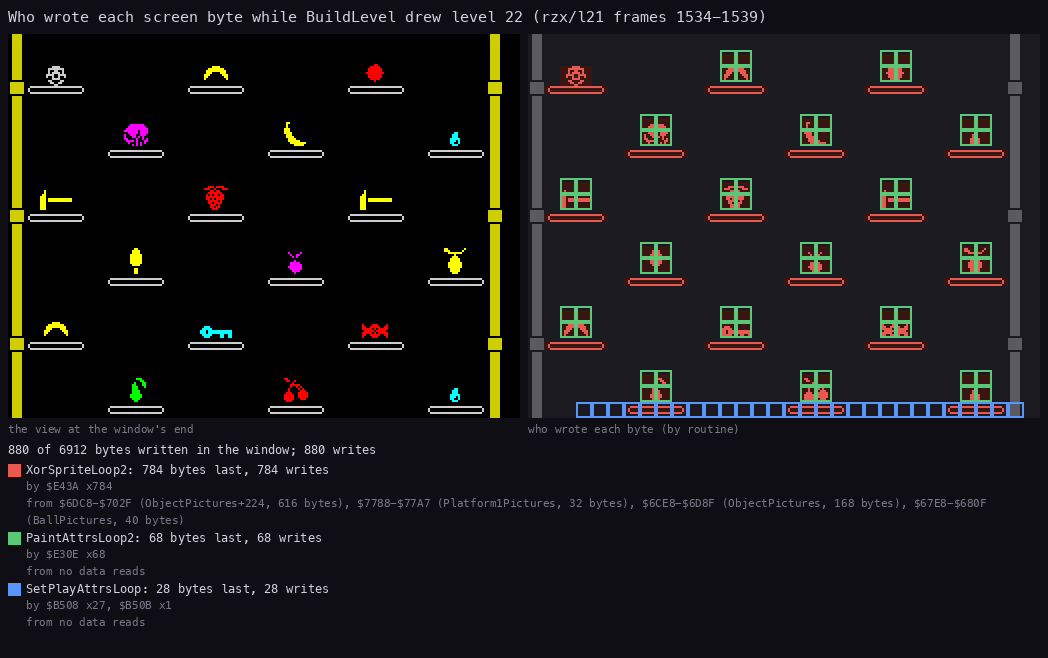 Who wrote each screen byte while BuildLevel drew level 22 (rzx/l21 frames 1534–1539)
the view at the window's end
who wrote each byte (by routine)
880 of 6912 bytes written in the window; 880 writes
XorSpriteLoop2: 784 bytes last, 784 writes
by $E43A x784
from $6DC8–$702F (ObjectPictures+224, 616 bytes), $7788–$77A7 (Platform1Pictures, 32 bytes), $6CE8–$6D8F (ObjectPictures, 168 bytes), $67E8–$680F
(BallPictures, 40 bytes)
PaintAttrsLoop2: 68 bytes last, 68 writes
by $E30E x68
from no data reads
SetPlayAttrsLoop: 28 bytes last, 28 writes
by $B508 x27, $B50B x1
from no data reads